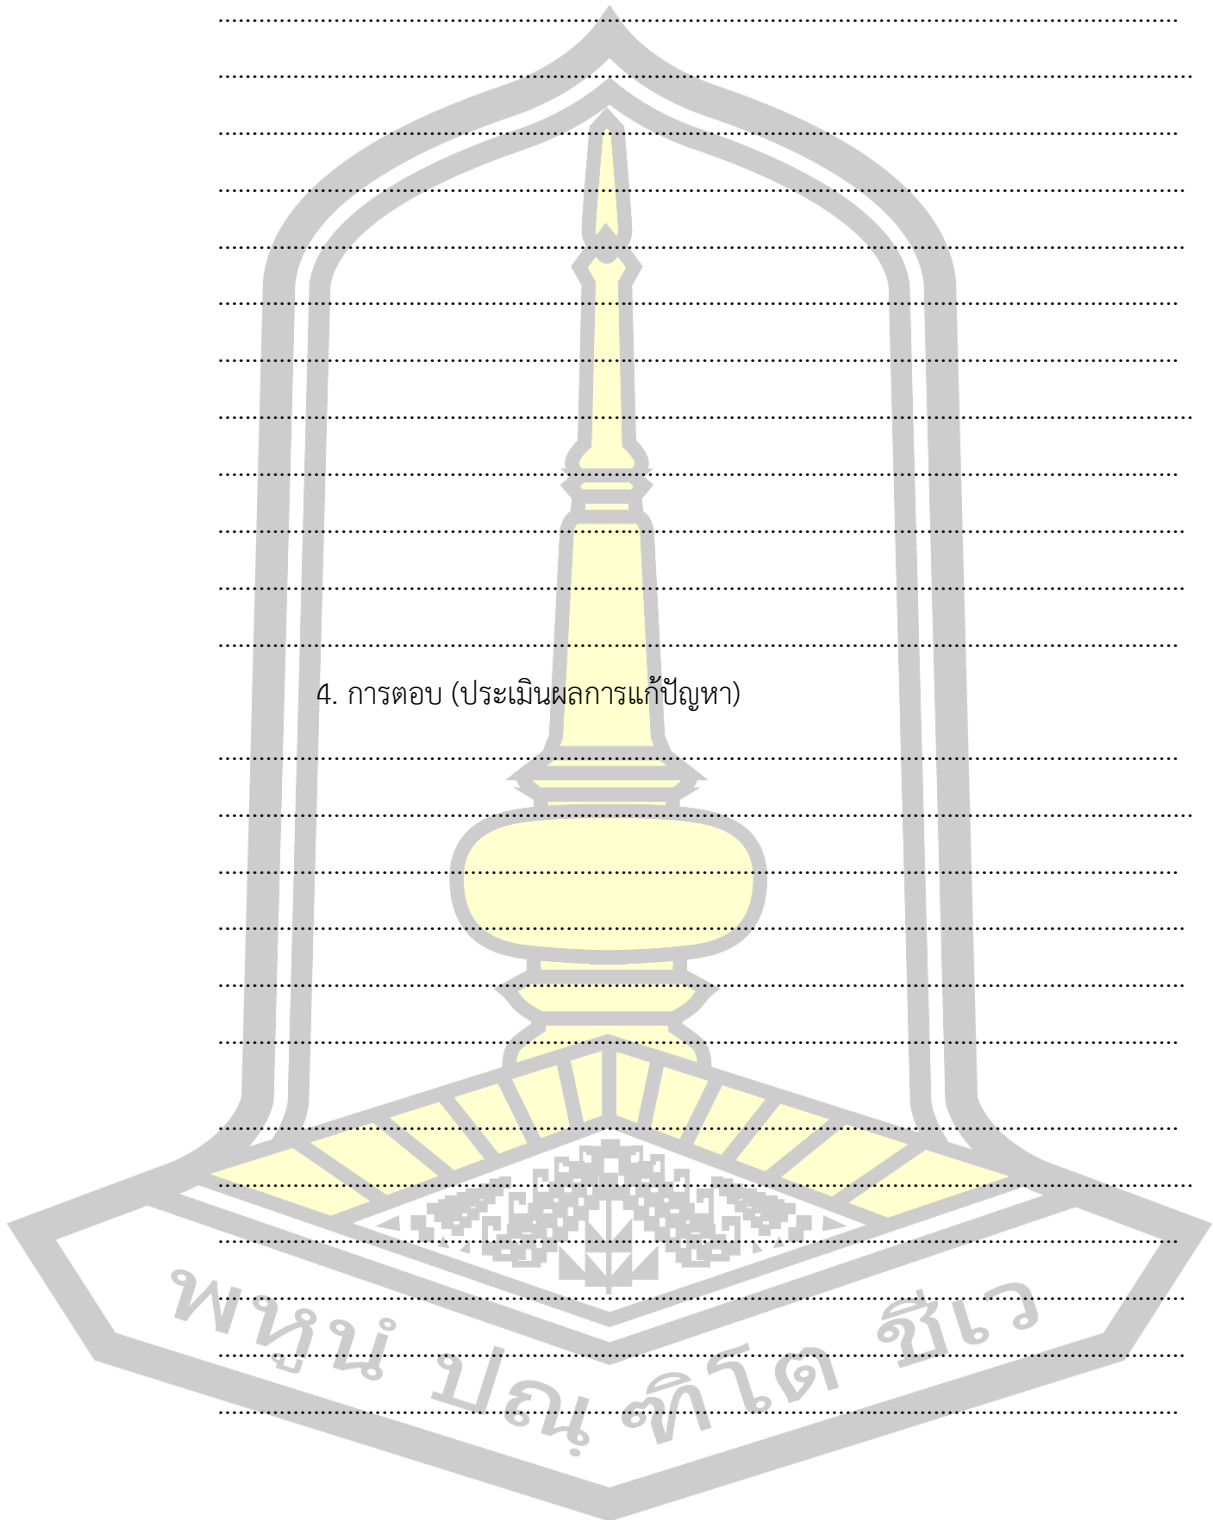 4. การตอบ (ประเมินผลการแก้ปัญหา)
พหูนํ ปณฺฑิโต ชีเว